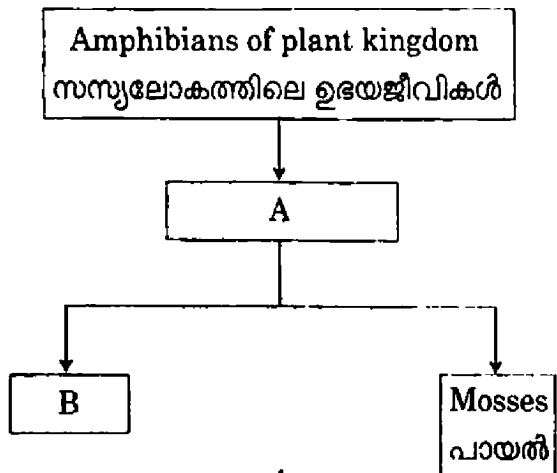 Amphibians of plant kingdom
സസ്യലോകത്തിലെ ഉഭയജീവികൾ
A
B
Mosses
പായൽ